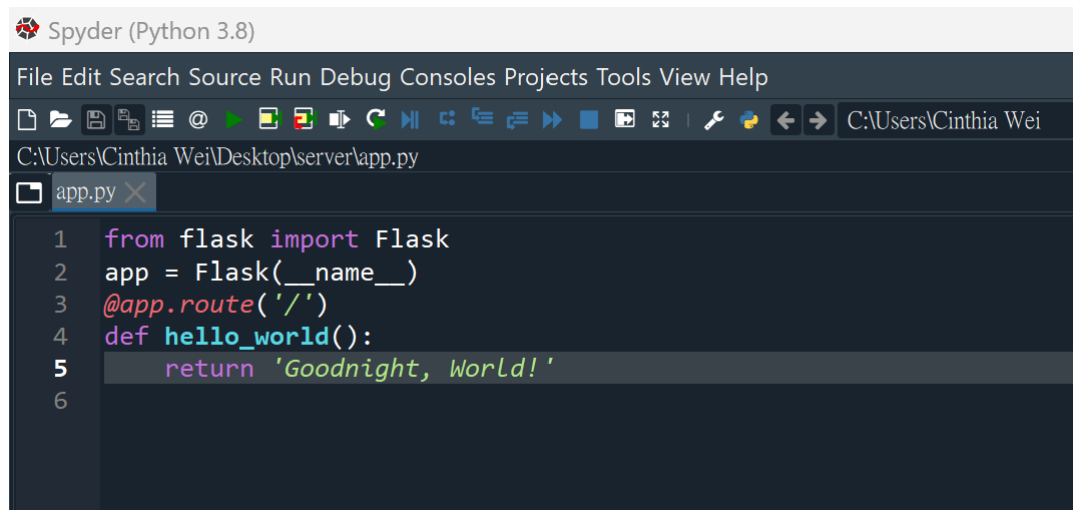 Spyder (Python 3.8)
File Edit Search Source Run Debug Consoles Projects Tools View Help
@ C:\Users\Cinthia Wei
C:\Users\Cinthia Wei\Desktop\server\app.py
app.py
1 from flask import Flask
2 app = Flask(__name__)
3 @app.route('/')
4 def hello_world():
5     return 'Goodnight, World!'
6